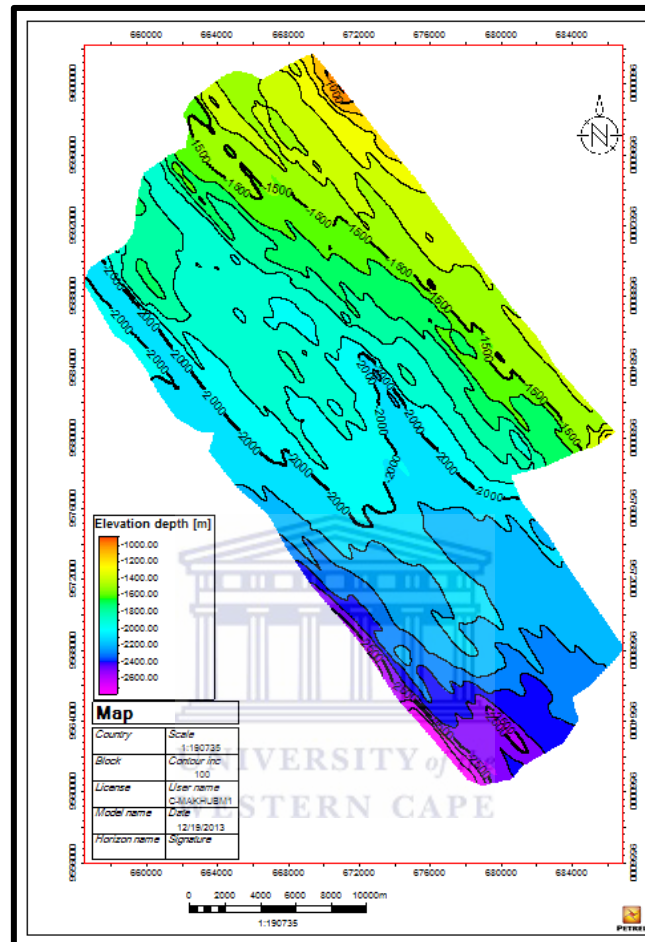 660000 664000 668000 672000 676000 680000 684000
N
-1000
-1500
-1500
-1500
-1500
-1500
-1500
-1500
-1500
-1500
-2000
-2000
-2000
-2000
-2000
-2000
-2000
-2000
-2000
-2000
-2000
-2000
Elevation depth [m]
-1000.00
-1200.00
-1400.00
-1600.00
-1800.00
-2000.00
-2200.00
-2400.00
-2600.00
Map
Country Scale
1:190735
Block Contour inc
100
License User name
C-MAKHUBM1
Model name Date
12/19/2013
Horizon name Signature
UNIVERSITY of the
WESTERN CAPE
660000 664000 668000 672000 676000 680000 684000
0 2000 4000 6000 8000 10000m
1:190735
PETREL